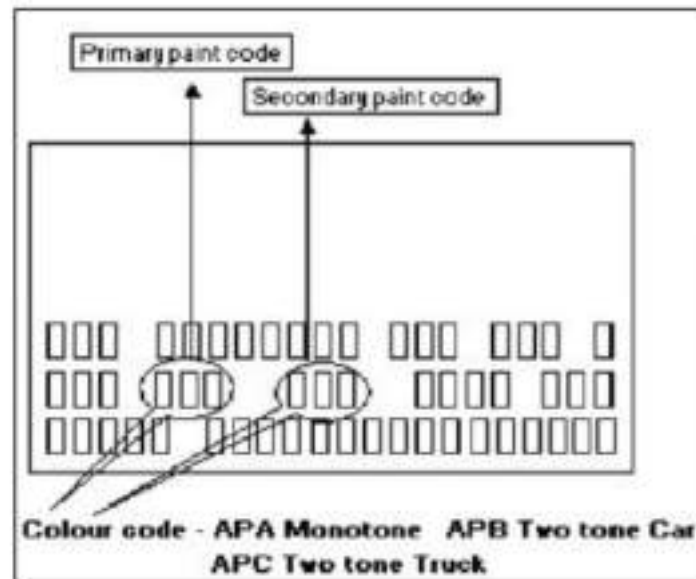 Primary paint code
Secondary paint code
Colour code - APA Monotone APB Two tone Car
APC Two tone Truck